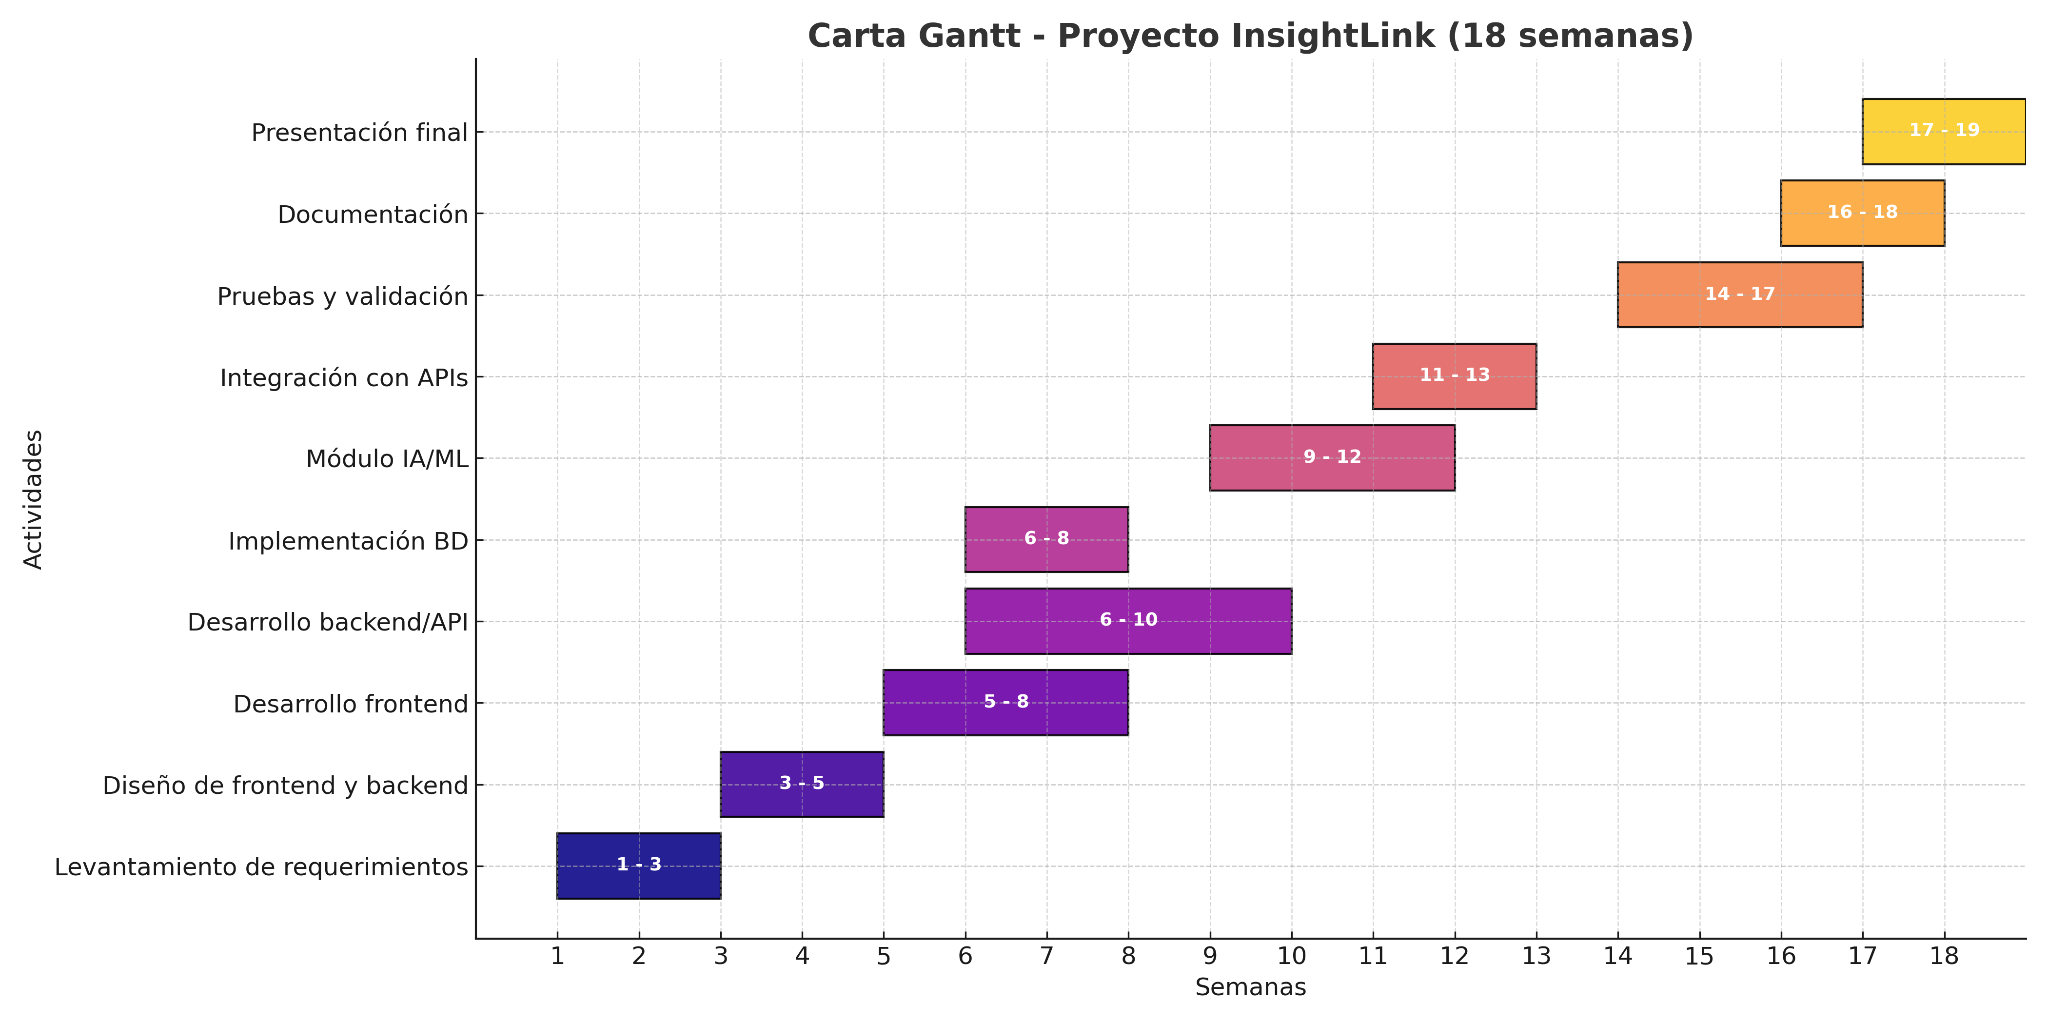 Carta Gantt - Proyecto InsightLink (18 semanas)
Actividades
Presentación final
17 - 19
Documentación
16 - 18
Pruebas y validación
14 - 17
Integración con APIs
11 - 13
Módulo IA/ML
9 - 12
Implementación BD
6 - 8
Desarrollo backend/API
6 - 10
Desarrollo frontend
5 - 8
Diseño de frontend y backend
3 - 5
Levantamiento de requerimientos
1 - 3
1 2 3 4 5 6 7 8 9 10 11 12 13 14 15 16 17 18
Semanas